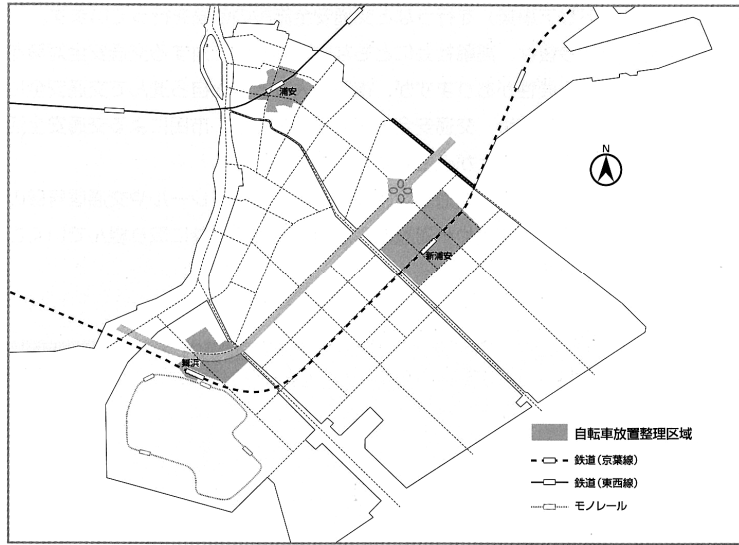 N
浦安
新浦安
舞浜
自転車放置整理区域
鉄道(京葉線)
鉄道(東西線)
モノレール